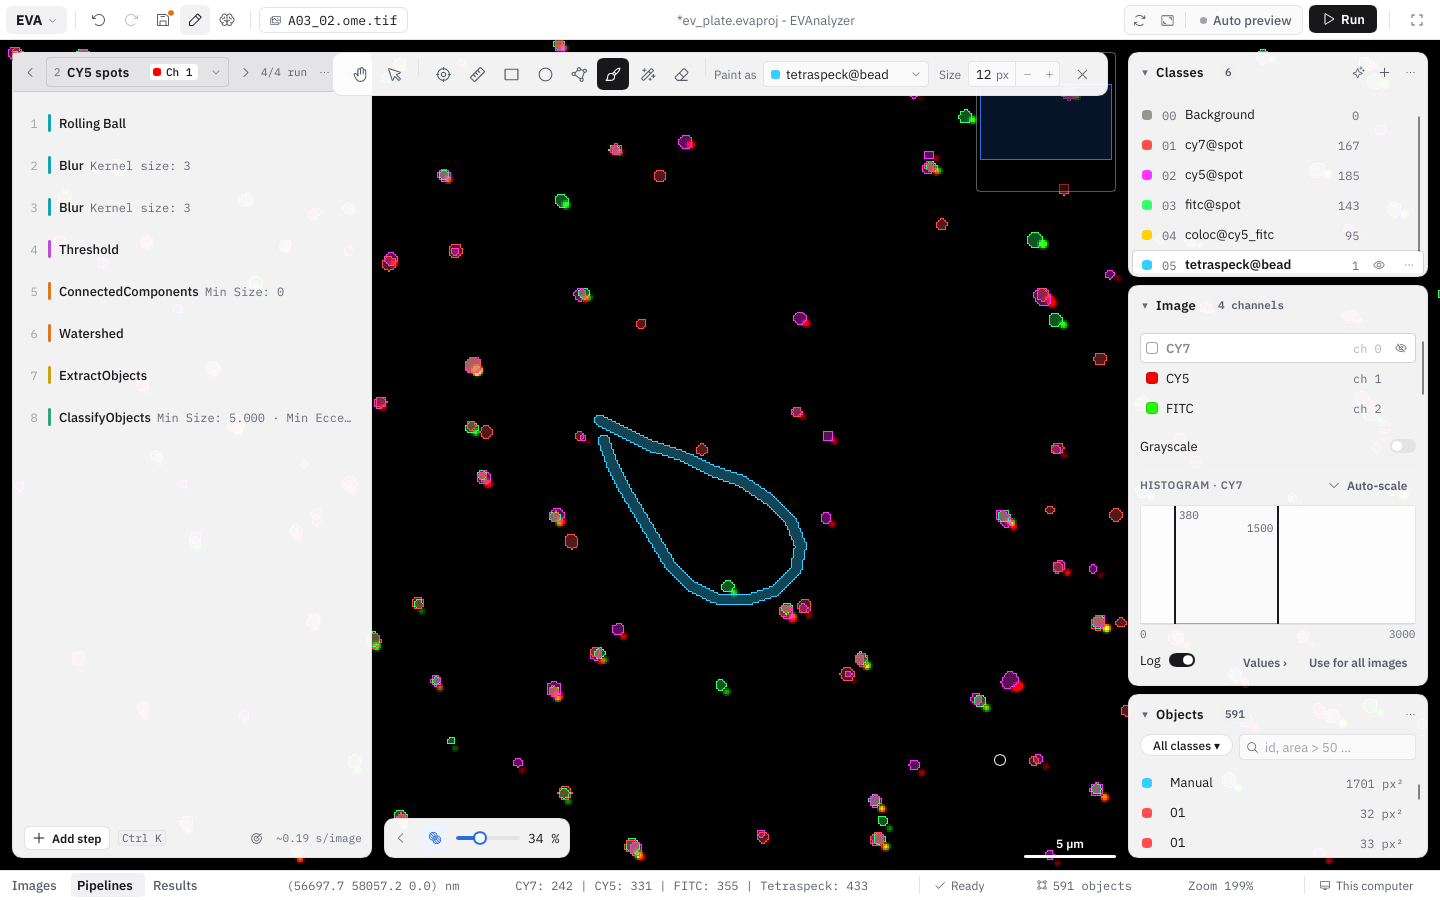 EVA
A03_02.ome.tif
*ev_plate.evaproj - EVAnalyzer
Auto preview
Run
2 CY5 spots
Ch 1
4/4 run
Paint as
tetraspeck@bead
Size
12 px
1 Rolling Ball
2 Blur Kernel size: 3
3 Blur Kernel size: 3
4 Threshold
5 ConnectedComponents Min Size: 0
6 Watershed
7 ExtractObjects
8 ClassifyObjects Min Size: 5.000 · Min Ecce…
Add step
Ctrl K
~0.19 s/image
34 %
5 µm
Classes 6
00 Background 0
01 cy7@spot 167
02 cy5@spot 185
03 fitc@spot 143
04 coloc@cy5_fitc 95
05 tetraspeck@bead 1
Image 4 channels
CY7 ch 0
CY5 ch 1
FITC ch 2
Grayscale
HISTOGRAM · CY7
Auto-scale
380
1500
0
3000
Log
Values ›
Use for all images
Objects 591
All classes ▾
id, area > 50 ...
Manual 1701 px²
01 32 px²
01 33 px²
Images
Pipelines
Results
(56697.7 58057.2 0.0) nm
CY7: 242 | CY5: 331 | FITC: 355 | Tetraspeck: 433
Ready
591 objects
Zoom 199%
This computer